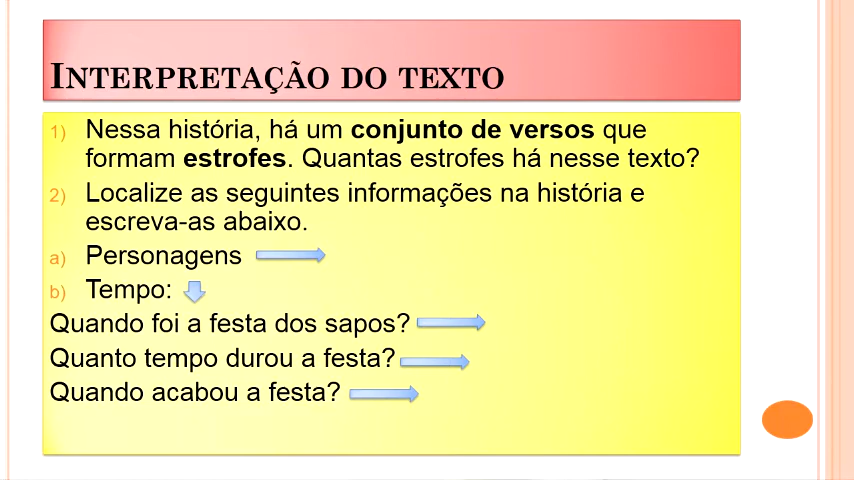 INTERPRETAÇÃO DO TEXTO
1) Nessa história, há um conjunto de versos que
formam estrofes. Quantas estrofes há nesse texto?
2) Localize as seguintes informações na história e
escreva-as abaixo.
a) Personagens
b) Tempo:
Quando foi a festa dos sapos?
Quanto tempo durou a festa?
Quando acabou a festa?